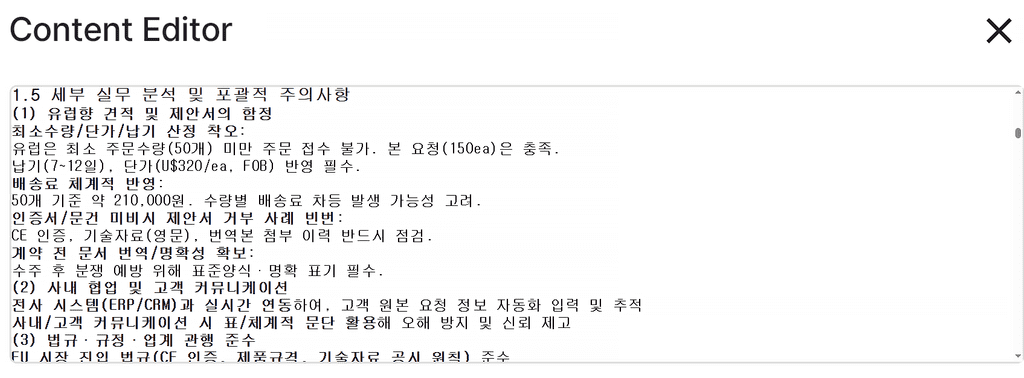 Content Editor
1.5 세부 실무 분석 및 포괄적 주의사항
(1) 유럽향 견적 및 제안서의 함정
최소수량/단가/납기 산정 착오:
유럽은 최소 주문수량(50개) 미만 주문 접수 불가. 본 요청(150ea)은 충족.
납기(7~12일), 단가(U$320/ea, FOB) 반영 필수.
배송료 체계적 반영:
50개 기준 약 210,000원. 수량별 배송료 차등 발생 가능성 고려.
인증서/문건 미비시 제안서 거부 사례 빈번:
CE 인증, 기술자료(영문), 번역본 첨부 이력 반드시 점검.
계약 전 문서 번역/명확성 확보:
수주 후 분쟁 예방 위해 표준양식·명확 표기 필수.
(2) 사내 협업 및 고객 커뮤니케이션
전사 시스템(ERP/CRM)과 실시간 연동하여, 고객 원본 요청 정보 자동화 입력 및 추적
사내/고객 커뮤니케이션 시 표/체계적 문단 활용해 오해 방지 및 신뢰 제고
(3) 법규·규정·업계 관행 준수
EU 시장 진입 법규(CE 인증, 제품규격, 기술자료 공시 원칙) 준수